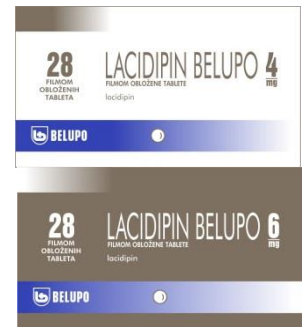 28
FILMOM
OBLOŽENIH
TABLETA
LACIDIPIN BELUPO 4 mg
FILMOM OBLOŽENE TABLETE
lacidipin
BELUPO
28
FILMOM
OBLOŽENIH
TABLETA
LACIDIPIN BELUPO 6 mg
FILMOM OBLOŽENE TABLETE
lacidipin
BELUPO